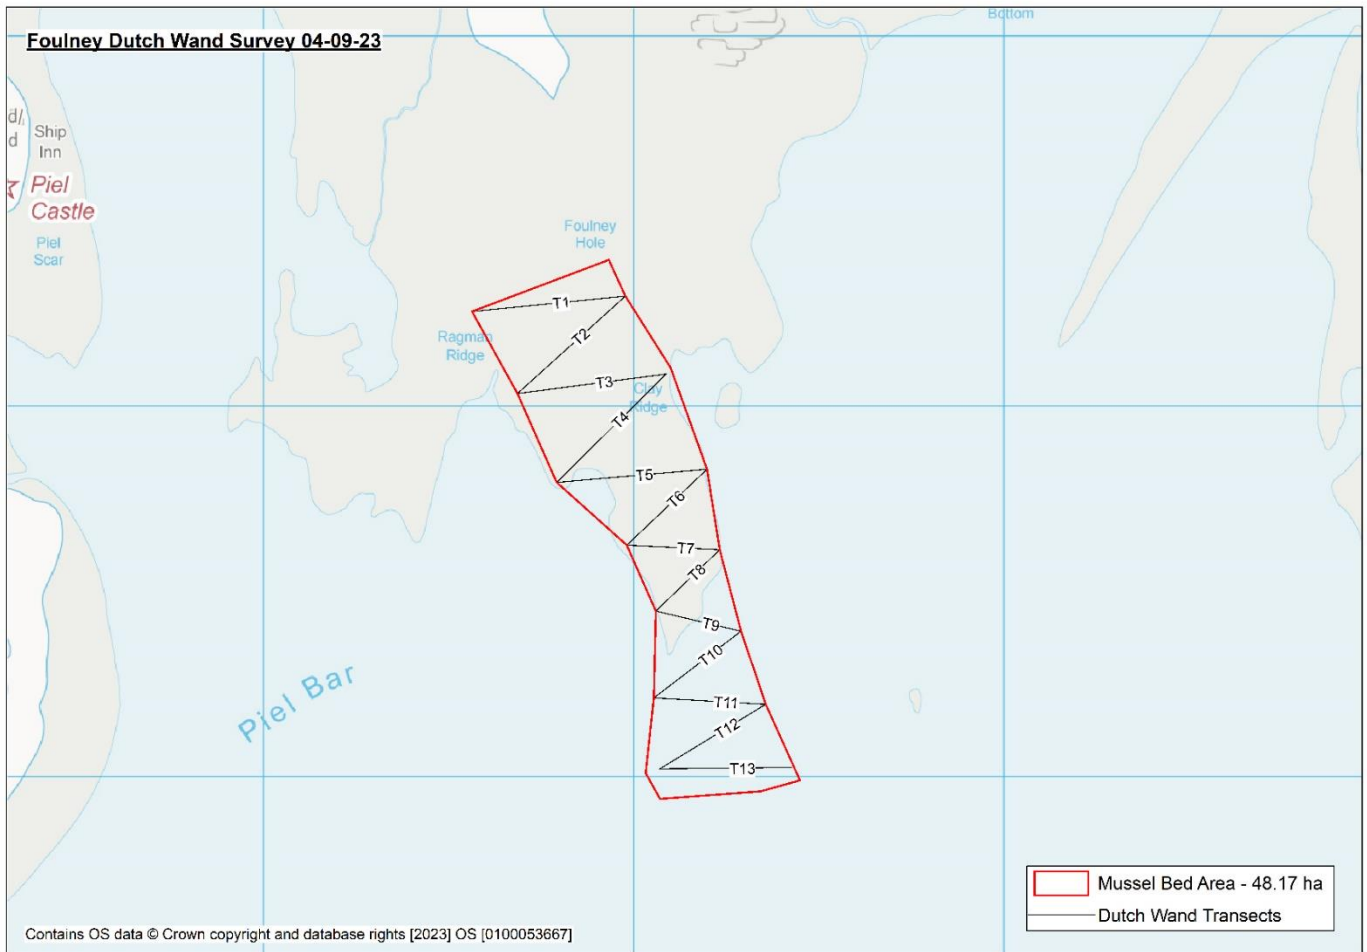 Foulney Dutch Wand Survey 04-09-23
Bottom
d/
d
Ship
Inn
Piel
Castle
Piel
Scar
Foulney
Hole
Ragman
Ridge
Clay
Ridge
T1
T2
T3
T4
T5
T6
T7
T8
T9
T10
T11
T12
T13
Piel Bar
Mussel Bed Area - 48.17 ha
Dutch Wand Transects
Contains OS data © Crown copyright and database rights [2023] OS [0100053667]